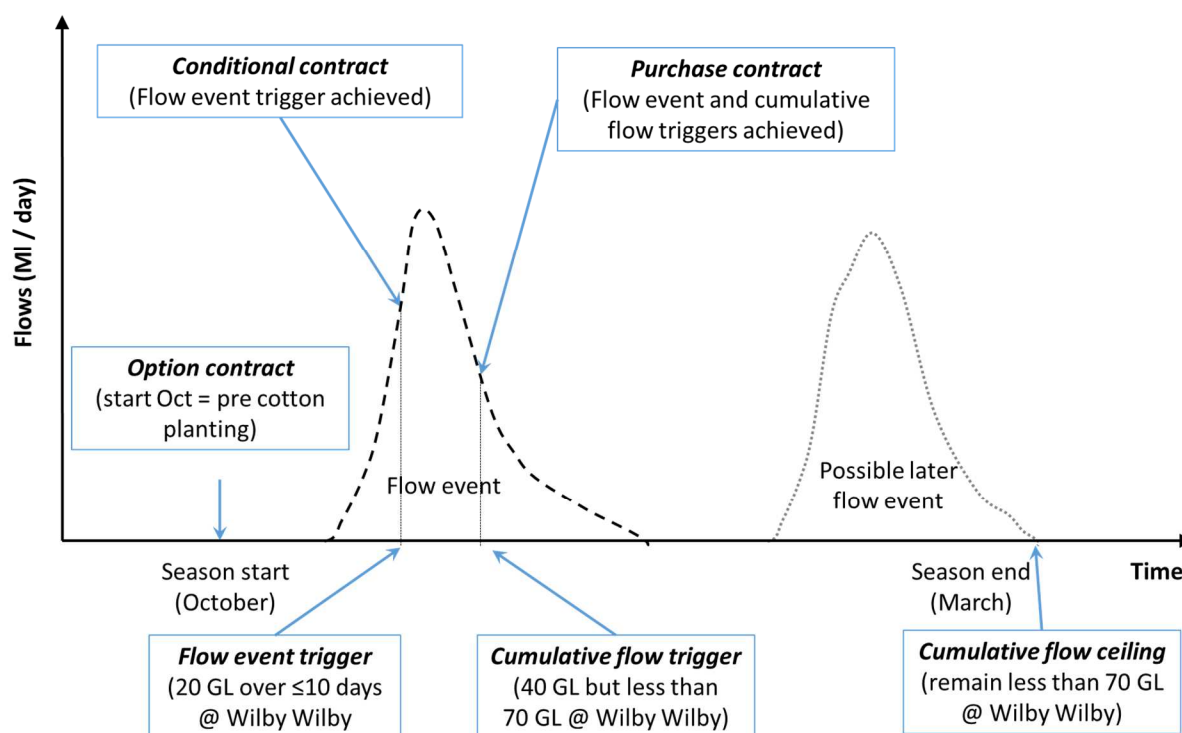 Conditional contract
(Flow event trigger achieved)
Purchase contract
(Flow event and cumulative
flow triggers achieved)
Flows (Ml / day)
Option contract
(start Oct = pre cotton
planting)
Flow event
Possible later
flow event
Season start
(October)
Season end
(March)
Time
Flow event trigger
(20 GL over ≤10 days
@ Wilby Wilby
Cumulative flow trigger
(40 GL but less than
70 GL @ Wilby Wilby)
Cumulative flow ceiling
(remain less than 70 GL
@ Wilby Wilby)